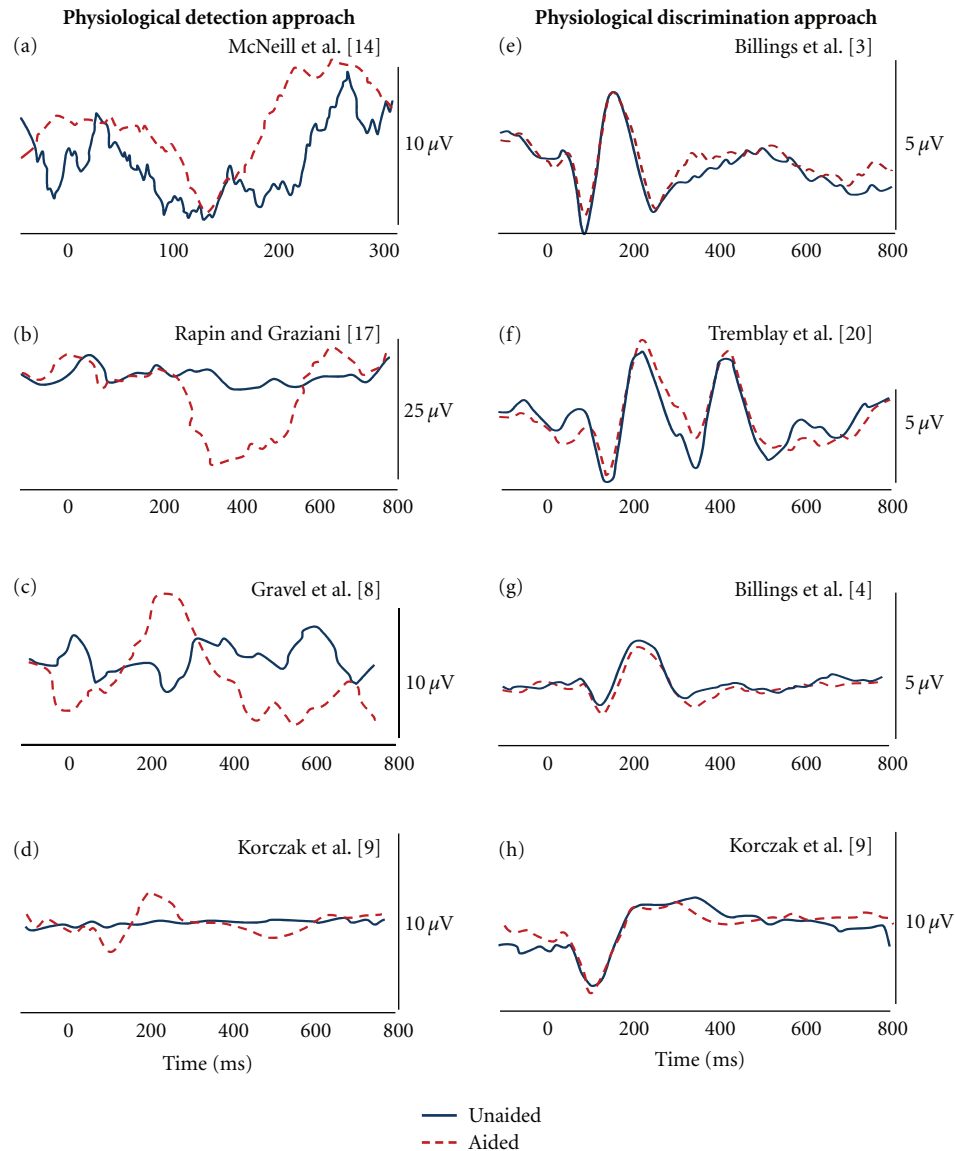 Physiological detection approach
(a)
McNeill et al. [14]
10 μV
0 100 200 300
(b)
Rapin and Graziani [17]
25 μV
0 200 400 600 800
(c)
Gravel et al. [8]
10 μV
0 200 400 600 800
(d)
Korczak et al. [9]
10 μV
0 200 400 600 800
Time (ms)
Physiological discrimination approach
(e)
Billings et al. [3]
5 μV
0 200 400 600 800
(f)
Tremblay et al. [20]
5 μV
0 200 400 600 800
(g)
Billings et al. [4]
5 μV
0 200 400 600 800
(h)
Korczak et al. [9]
10 μV
0 200 400 600 800
Time (ms)
Unaided
Aided